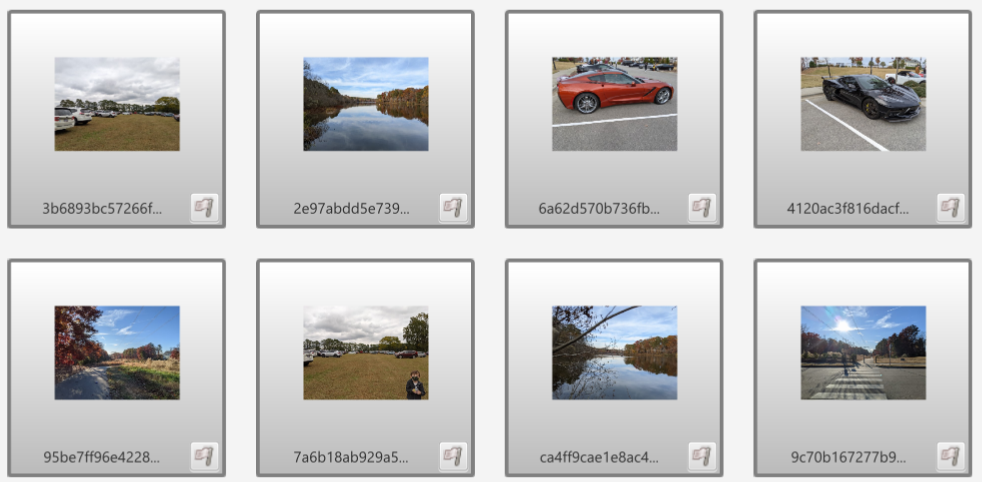 3b6893bc57266f...
2e97abdd5e739...
6a62d570b736fb...
4120ac3f816dacf...
95be7ff96e4228...
7a6b18ab929a5...
ca4ff9cae1e8ac4...
9c70b167277b9...